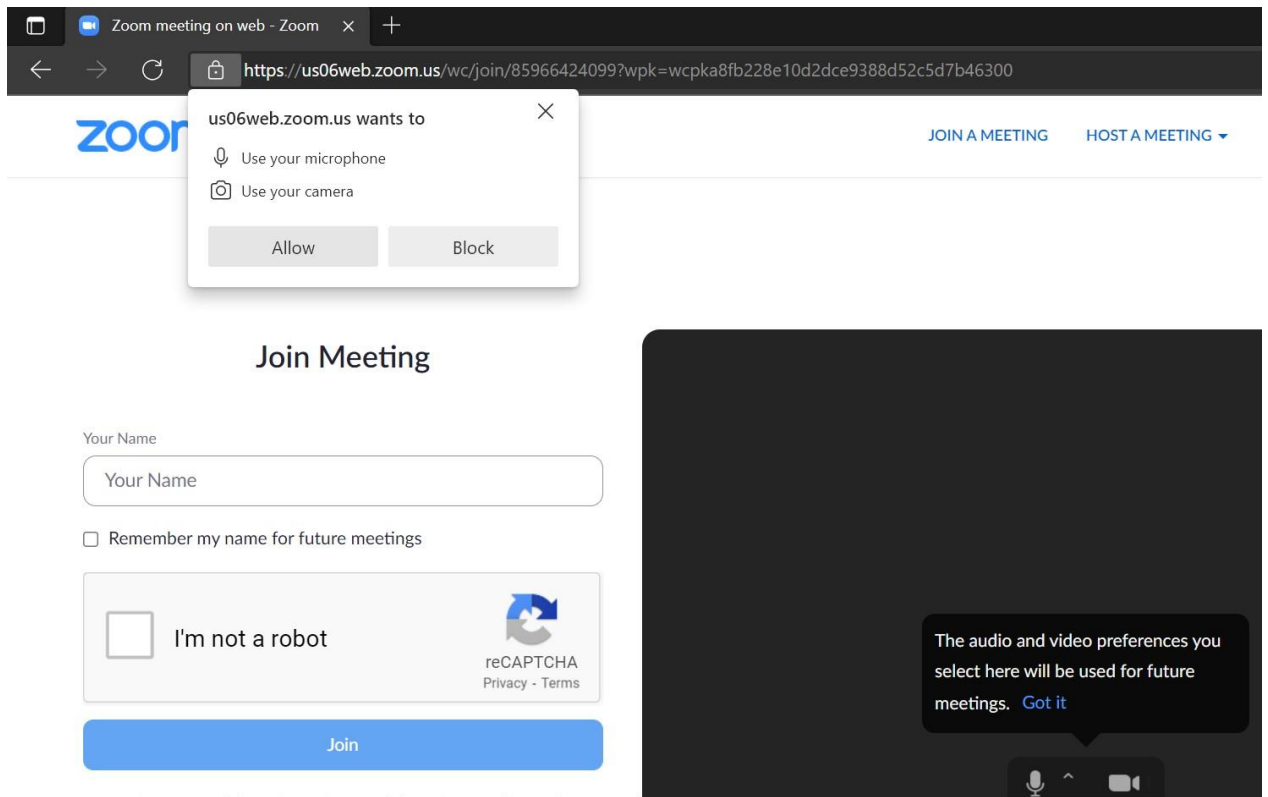 Zoom meeting on web - Zoom
https://us06web.zoom.us/wc/join/85966424099?wpk=wcpka8fb228e10d2dce9388d52c5d7b46300
us06web.zoom.us wants to
Use your microphone
Use your camera
Allow Block
zoom
JOIN A MEETING HOST A MEETING
Join Meeting
Your Name
Your Name
Remember my name for future meetings
I'm not a robot
reCAPTCHA
Privacy - Terms
Join
The audio and video preferences you
select here will be used for future
meetings. Got it